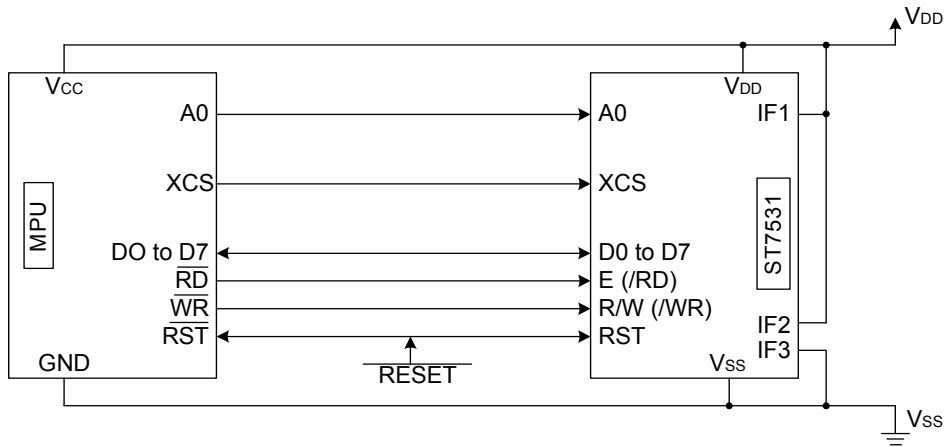 VDD
VCC
VDD
A0
A0
IF1
XCS
XCS
MPU
ST7531
DO to D7
D0 to D7
RD
E (/RD)
WR
R/W (/WR)
IF2
RST
RST
IF3
GND
RESET
VSS
VSS